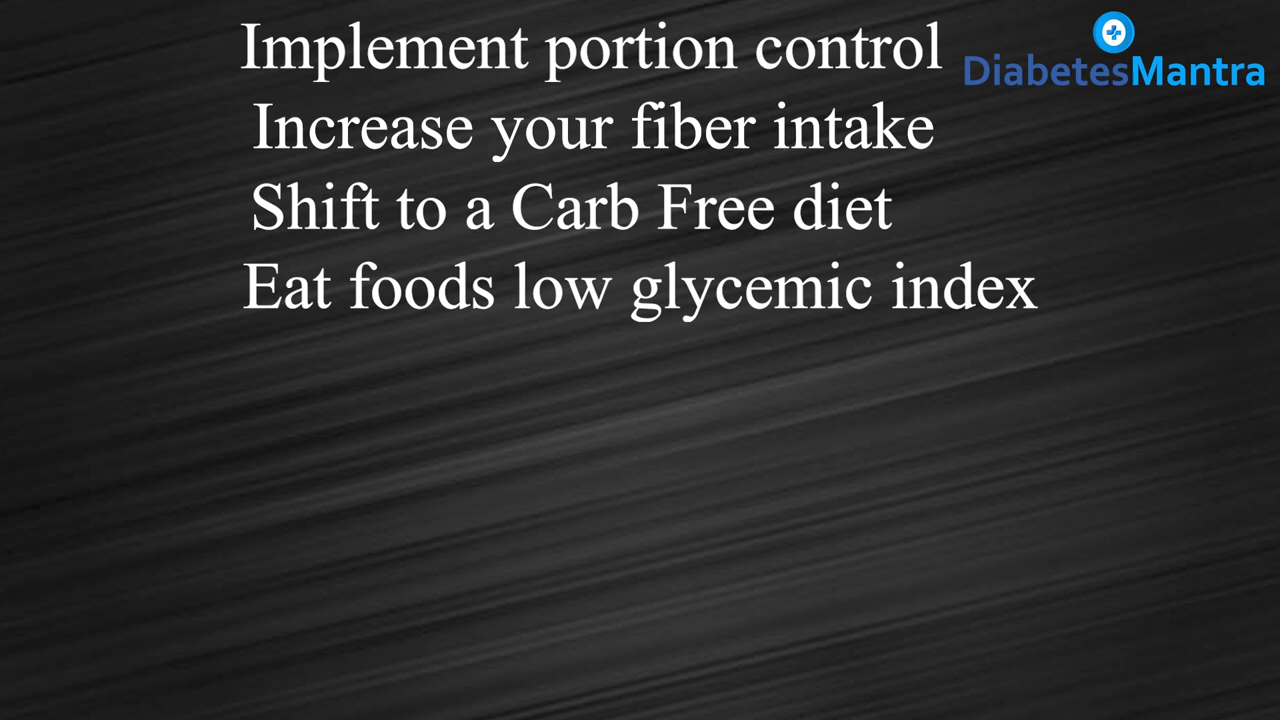 Implement portion control
DiabetesMantra
Increase your fiber intake
Shift to a Carb Free diet
Eat foods low glycemic index